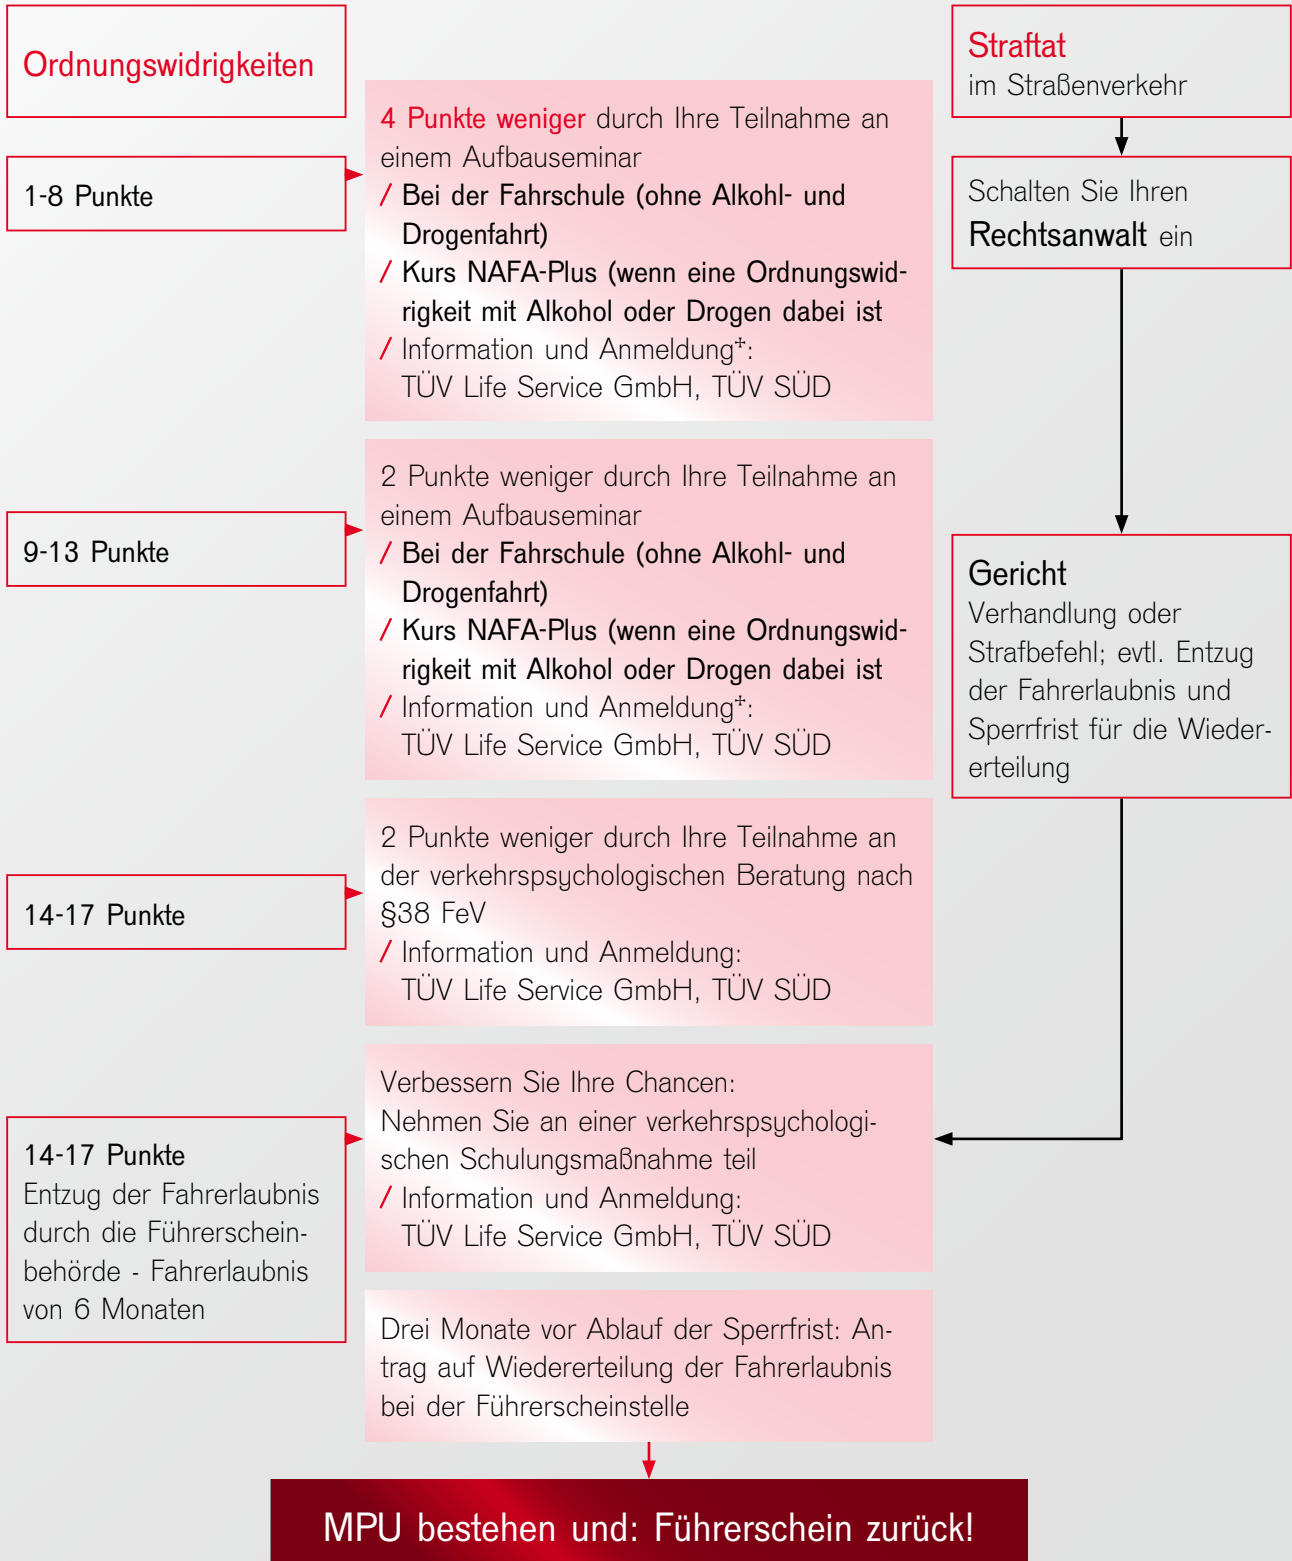 Ordnungswidrigkeiten
1-8 Punkte
4 Punkte weniger durch Ihre Teilnahme an
einem Aufbauseminar
/ Bei der Fahrschule (ohne Alkohl- und
Drogenfahrt)
/ Kurs NAFA-Plus (wenn eine Ordnungswid-
rigkeit mit Alkohol oder Drogen dabei ist
/ Information und Anmeldung*:
TÜV Life Service GmbH, TÜV SÜD
9-13 Punkte
2 Punkte weniger durch Ihre Teilnahme an
einem Aufbauseminar
/ Bei der Fahrschule (ohne Alkohl- und
Drogenfahrt)
/ Kurs NAFA-Plus (wenn eine Ordnungswid-
rigkeit mit Alkohol oder Drogen dabei ist
/ Information und Anmeldung*:
TÜV Life Service GmbH, TÜV SÜD
14-17 Punkte
2 Punkte weniger durch Ihre Teilnahme an
der verkehrspsychologischen Beratung nach
§38 FeV
/ Information und Anmeldung:
TÜV Life Service GmbH, TÜV SÜD
14-17 Punkte
Entzug der Fahrerlaubnis
durch die Führerschein-
behörde - Fahrerlaubnis
von 6 Monaten
Verbessern Sie Ihre Chancen:
Nehmen Sie an einer verkehrspsychologi-
schen Schulungsmaßnahme teil
/ Information und Anmeldung:
TÜV Life Service GmbH, TÜV SÜD
Drei Monate vor Ablauf der Sperrfrist: An-
trag auf Wiedererteilung der Fahrerlaubnis
bei der Führerscheinstelle
Straftat
im Straßenverkehr
Schalten Sie Ihren
Rechtsanwalt ein
Gericht
Verhandlung oder
Strafbefehl; evtl. Entzug
der Fahrerlaubnis und
Sperrfrist für die Wieder-
erteilung
MPU bestehen und: Führerschein zurück!